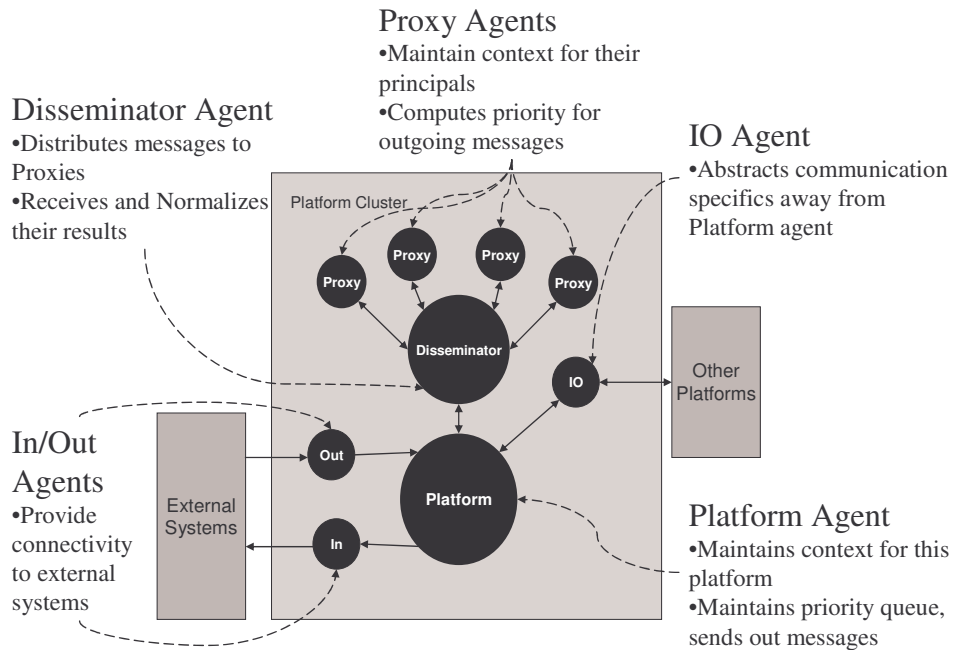 Proxy Agents
•Maintain context for their
principals
•Computes priority for
outgoing messages
Disseminator Agent
•Distributes messages to
Proxies
•Receives and Normalizes
their results
IO Agent
•Abstracts communication
specifics away from
Platform agent
Platform Cluster
Proxy
Proxy
Proxy
Proxy
Disseminator
IO
Other
Platforms
In/Out
Agents
•Provide
connectivity
to external
systems
External
Systems
Out
In
Platform
Platform Agent
•Maintains context for this
platform
•Maintains priority queue,
sends out messages